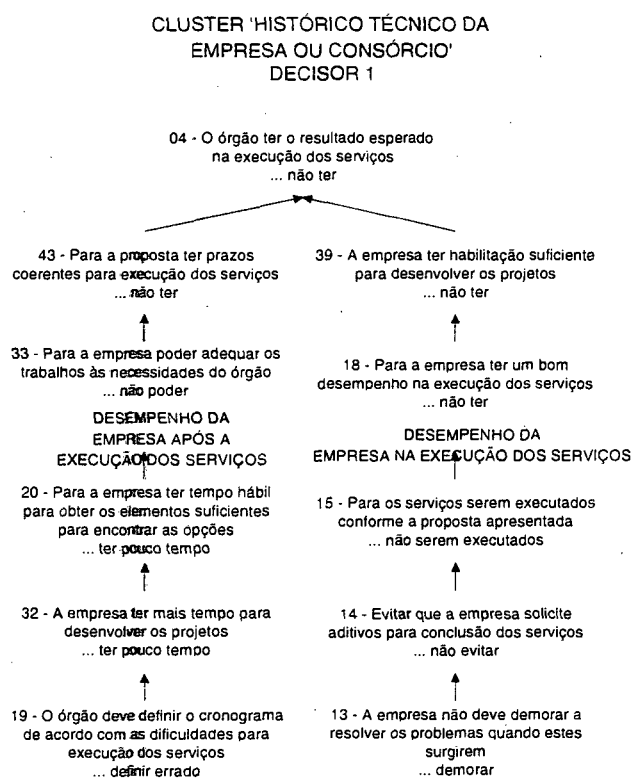 CLUSTER 'HISTÓRICO TÉCNICO DA
EMPRESA OU CONSÓRCIO'
DECISOR 1
04 - O órgão ter o resultado esperado
na execução dos serviços
... não ter
43 - Para a proposta ter prazos
coerentes para execução dos serviços
... não ter
39 - A empresa ter habilitação suficiente
para desenvolver os projetos
... não ter
33 - Para a empresa poder adequar os
trabalhos às necessidades do órgão
... não poder
18 - Para a empresa ter um bom
desempenho na execução dos serviços
... não ter
DESEMPENHO DA
EMPRESA APÓS A
EXECUÇÃO DOS SERVIÇOS
DESEMPENHO DA
EMPRESA NA EXECUÇÃO DOS SERVIÇOS
20 - Para a empresa ter tempo hábil
para obter os elementos suficientes
para encontrar as opções
... ter pouco tempo
15 - Para os serviços serem executados
conforme a proposta apresentada
... não serem executados
32 - A empresa ter mais tempo para
desenvolver os projetos
... ter pouco tempo
14 - Evitar que a empresa solicite
aditivos para conclusão dos serviços
... não evitar
19 - O órgão deve definir o cronograma
de acordo com as dificuldades para
execução dos serviços
... definir errado
13 - A empresa não deve demorar a
resolver os problemas quando estes
surgirem
... demorar